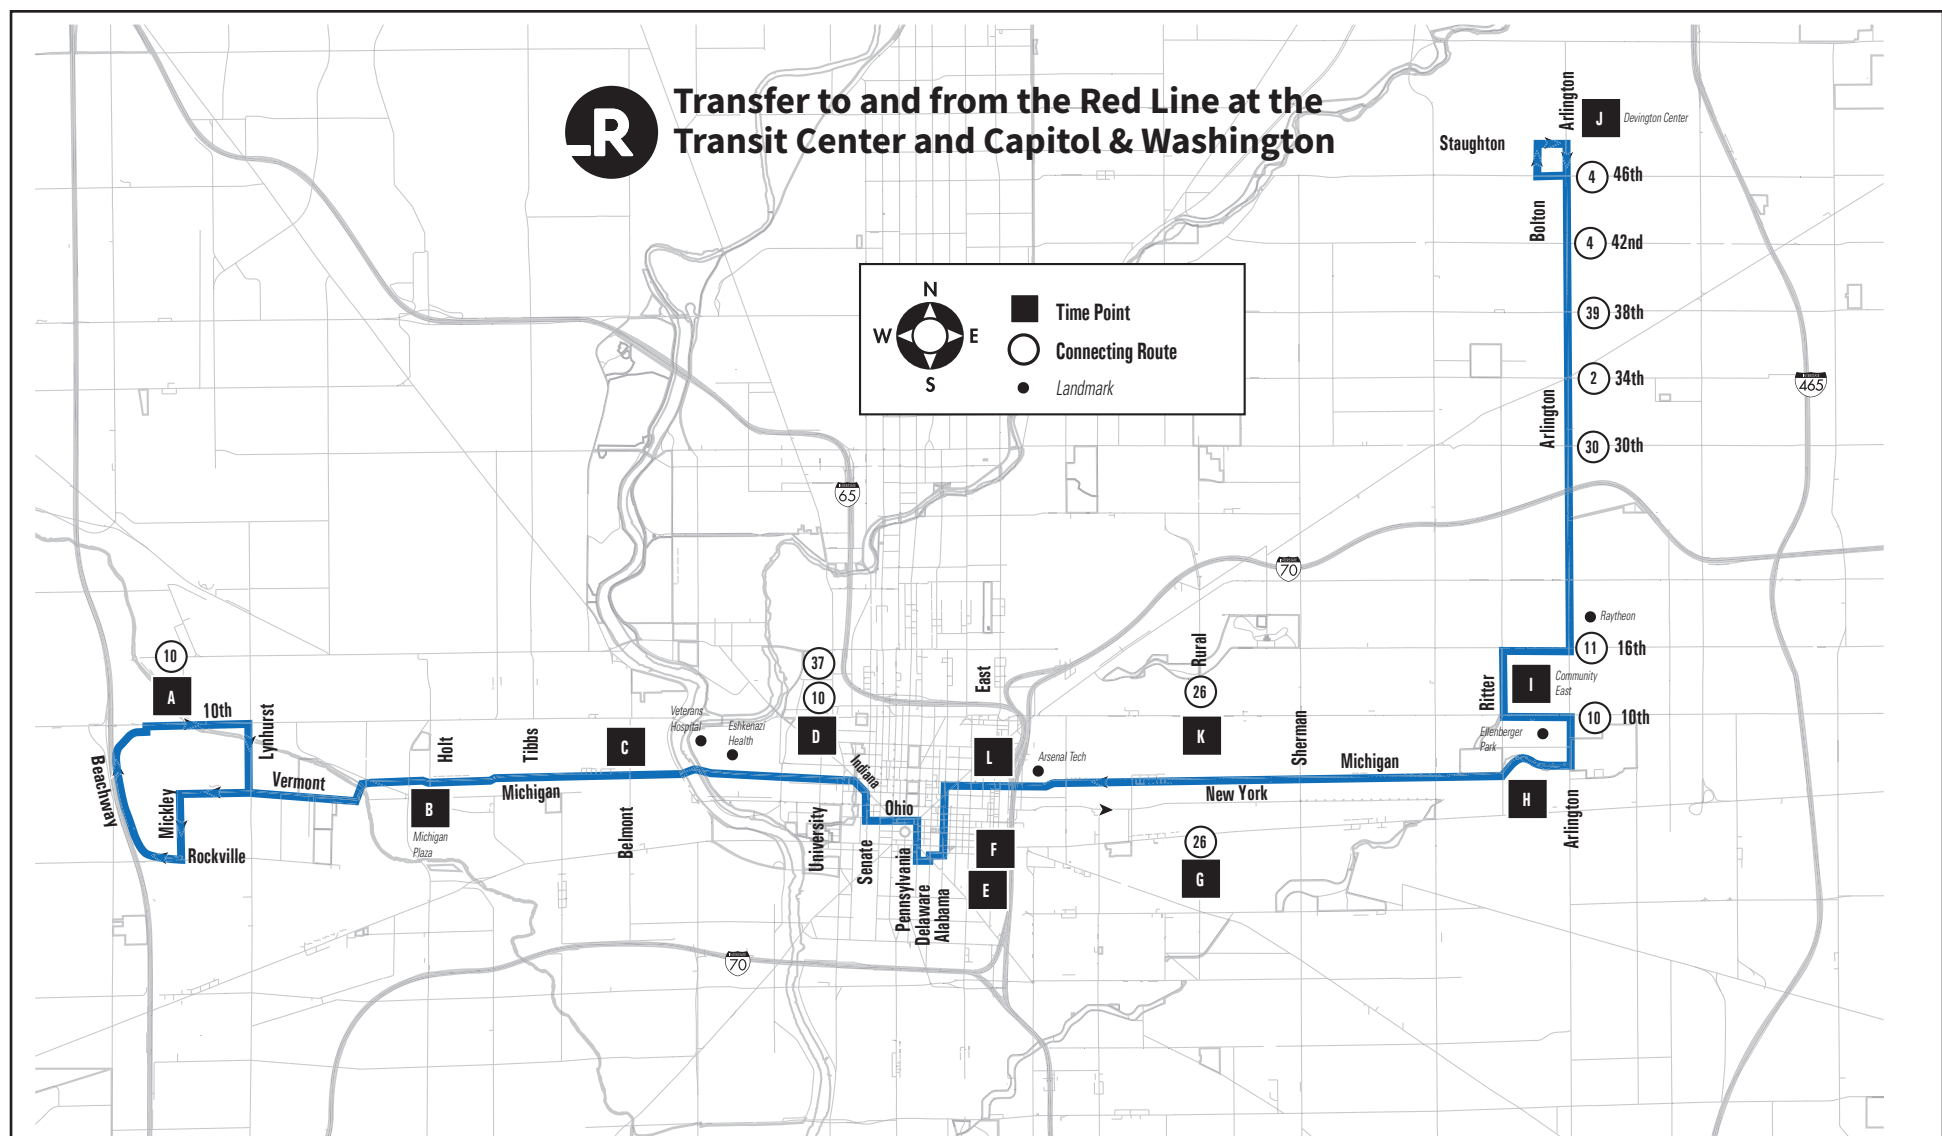 R
Transfer to and from the Red Line at the
Transit Center and Capitol & Washington
Arlington
J
Devington Center
Staughton
4
46th
Bolton
4
42nd
N
W
E
S
Time Point
Connecting Route
Landmark
39
38th
2
34th
465
Arlington
30
30th
65
70
Raytheon
11
16th
10
A
10th
Lynhurst
Beachway
Mickley
Vermont
Rockville
Holt
B
Michigan
Plaza
Tibbs
Michigan
C
Belmont
Veterans
Hospital
Eshkenazi
Health
37
10
D
Indiana
University
Senate
Ohio
Pennsylvania
Delaware
Alabama
East
L
Arsenal Tech
F
E
Rural
26
K
New York
26
G
Sherman
Michigan
Ritter
I
Community
East
10
10th
Ellenberger
Park
H
Arlington
70